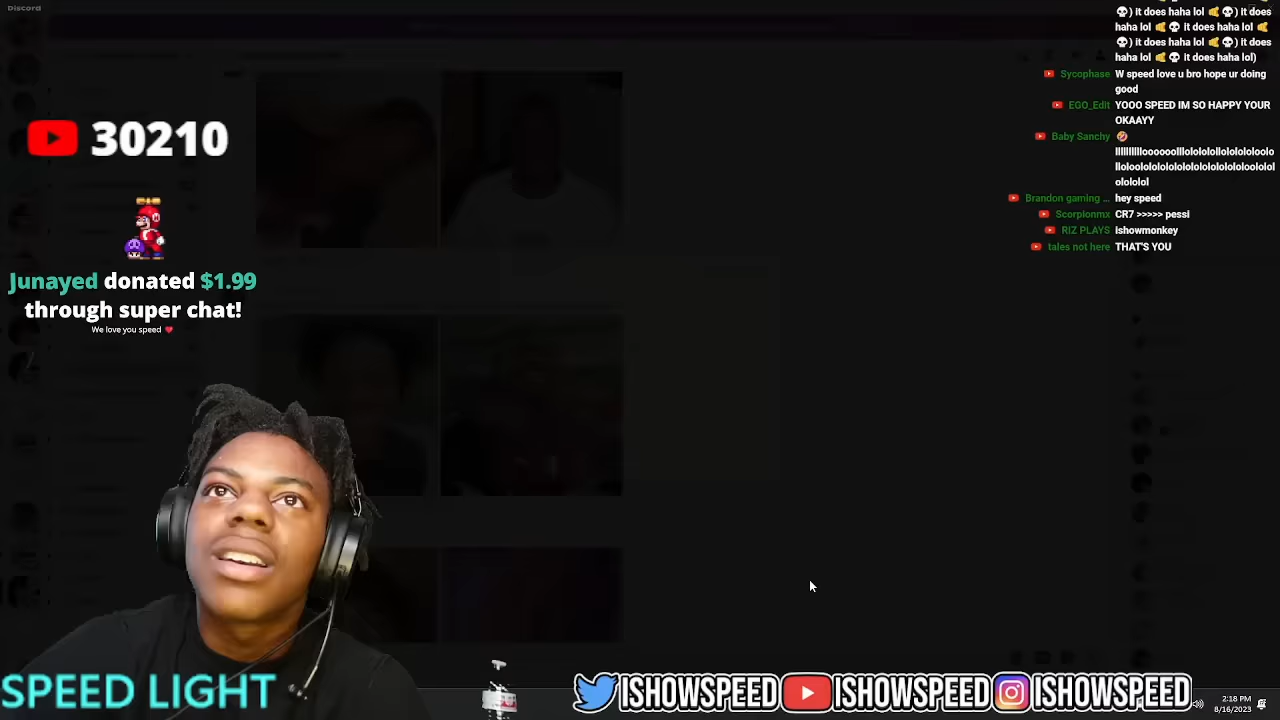 Discord
💀) it does haha lol 🤙
💀) it does haha lol 🤙💀) it does
haha lol 🤙💀 it does haha lol 🤙
💀) it does haha lol 🤙💀) it does
haha lol 🤙💀 it does haha lol)
Sycophase W speed love u bro hope ur doing
good
EGO_Edit YOOO SPEED IM SO HAPPY YOUR
OKAAYY
Baby Sanchy 🤣
Brandon gaming ... hey speed
Scorpionmx CR7 >>>>> pessi
RIZ PLAYS Ishowmonkey
tales not here THAT'S YOU
30210
Junayed donated $1.99
through super chat!
We love you speed ❤️
SPEED LIGHT
ISHOWSPEED ISHOWSPEED ISHOWSPEED
2:18 PM
8/16/2023